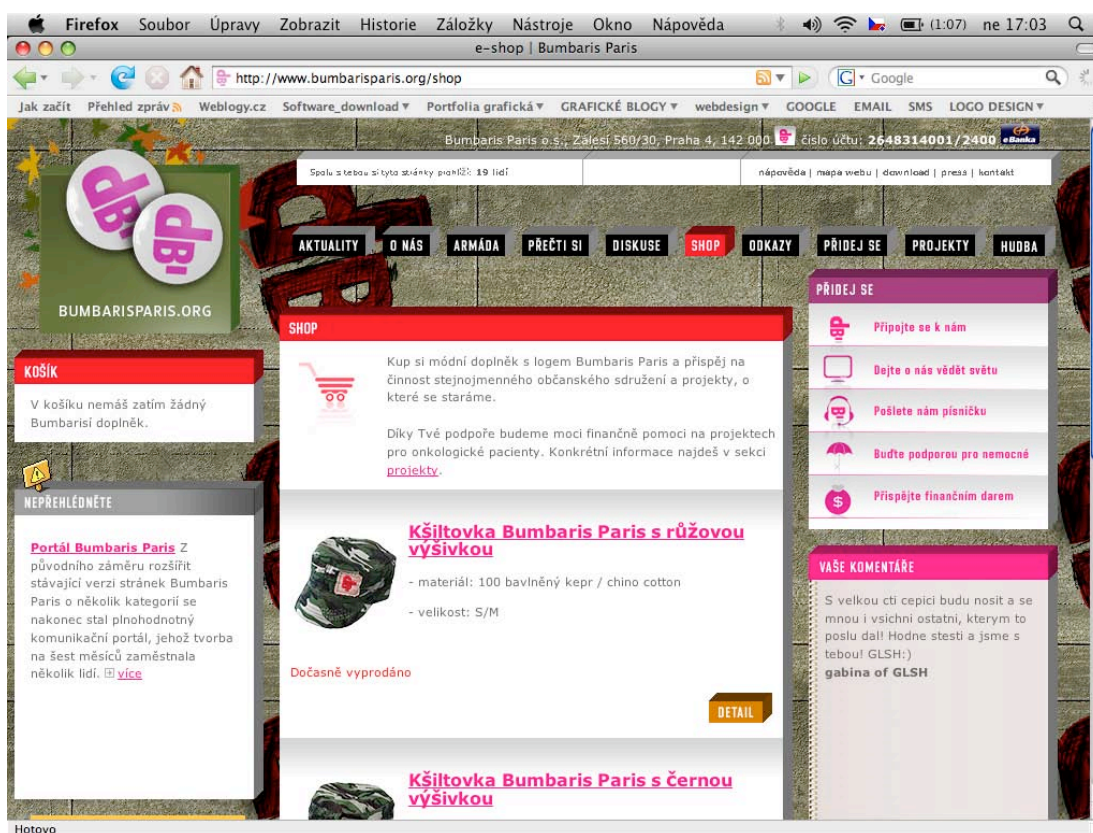 Firefox Soubor Úpravy Zobrazit Historie Záložky Nástroje Okno Nápověda (1:07) ne 17:03
e-shop | Bumbaris Paris
http://www.bumbarisparis.org/shop
G Google
Jak začít Přehled zpráv Weblogy.cz Software_download Portfolia grafická GRAFICKÉ BLOGY webdesign GOOGLE EMAIL SMS LOGO DESIGN
Bumbaris Paris o.s., Zálesí 560/30, Praha 4, 142 000 číslo účtu: 2648314001/2400 eBanka
Spolu s tebou si tyto stránky prohlíží: 19 lidí
nápověda | mapa webu | download | press | kontakt
dB!
dB!
BUMBARISPARIS.ORG
AKTUALITY O NÁS ARMÁDA PŘEČTI SI DISKUSE SHOP ODKAZY PŘIDEJ SE PROJEKTY HUDBA
KOŠÍK
V košíku nemáš zatím žádný
Bumbarisí doplněk.
NEPŘEHLÉDNĚTE
Portál Bumbaris Paris Z
původního záměru rozšířit
stávající verzi stránek Bumbaris
Paris o několik kategorií se
nakonec stal plnohodnotný
komunikační portál, jehož tvorba
na šest měsíců zaměstnala
několik lidí. více
SHOP
Kup si módní doplněk s logem Bumbaris Paris a přispěj na
činnost stejnojmenného občanského sdružení a projekty, o
které se staráme.
Díky Tvé podpoře budeme moci finančně pomoci na projektech
pro onkologické pacienty. Konkrétní informace najdeš v sekci
projekty.
Kšiltovka Bumbaris Paris s růžovou
výšivkou
- materiál: 100 bavlněný kepr / chino cotton
- velikost: S/M
Dočasně vyprodáno
DETAIL
Kšiltovka Bumbaris Paris s černou
výšivkou
PŘIDEJ SE
Připojte se k nám
Dejte o nás vědět světu
Pošlete nám písničku
Buďte podporou pro nemocné
$ Přispějte finančním darem
VAŠE KOMENTÁŘE
S velkou cti cepici budu nosit a se
mnou i vsichni ostatni, kterym to
poslu dal! Hodne stesti a jsme s
tebou! GLSH:)
gabina of GLSH
Hotovo